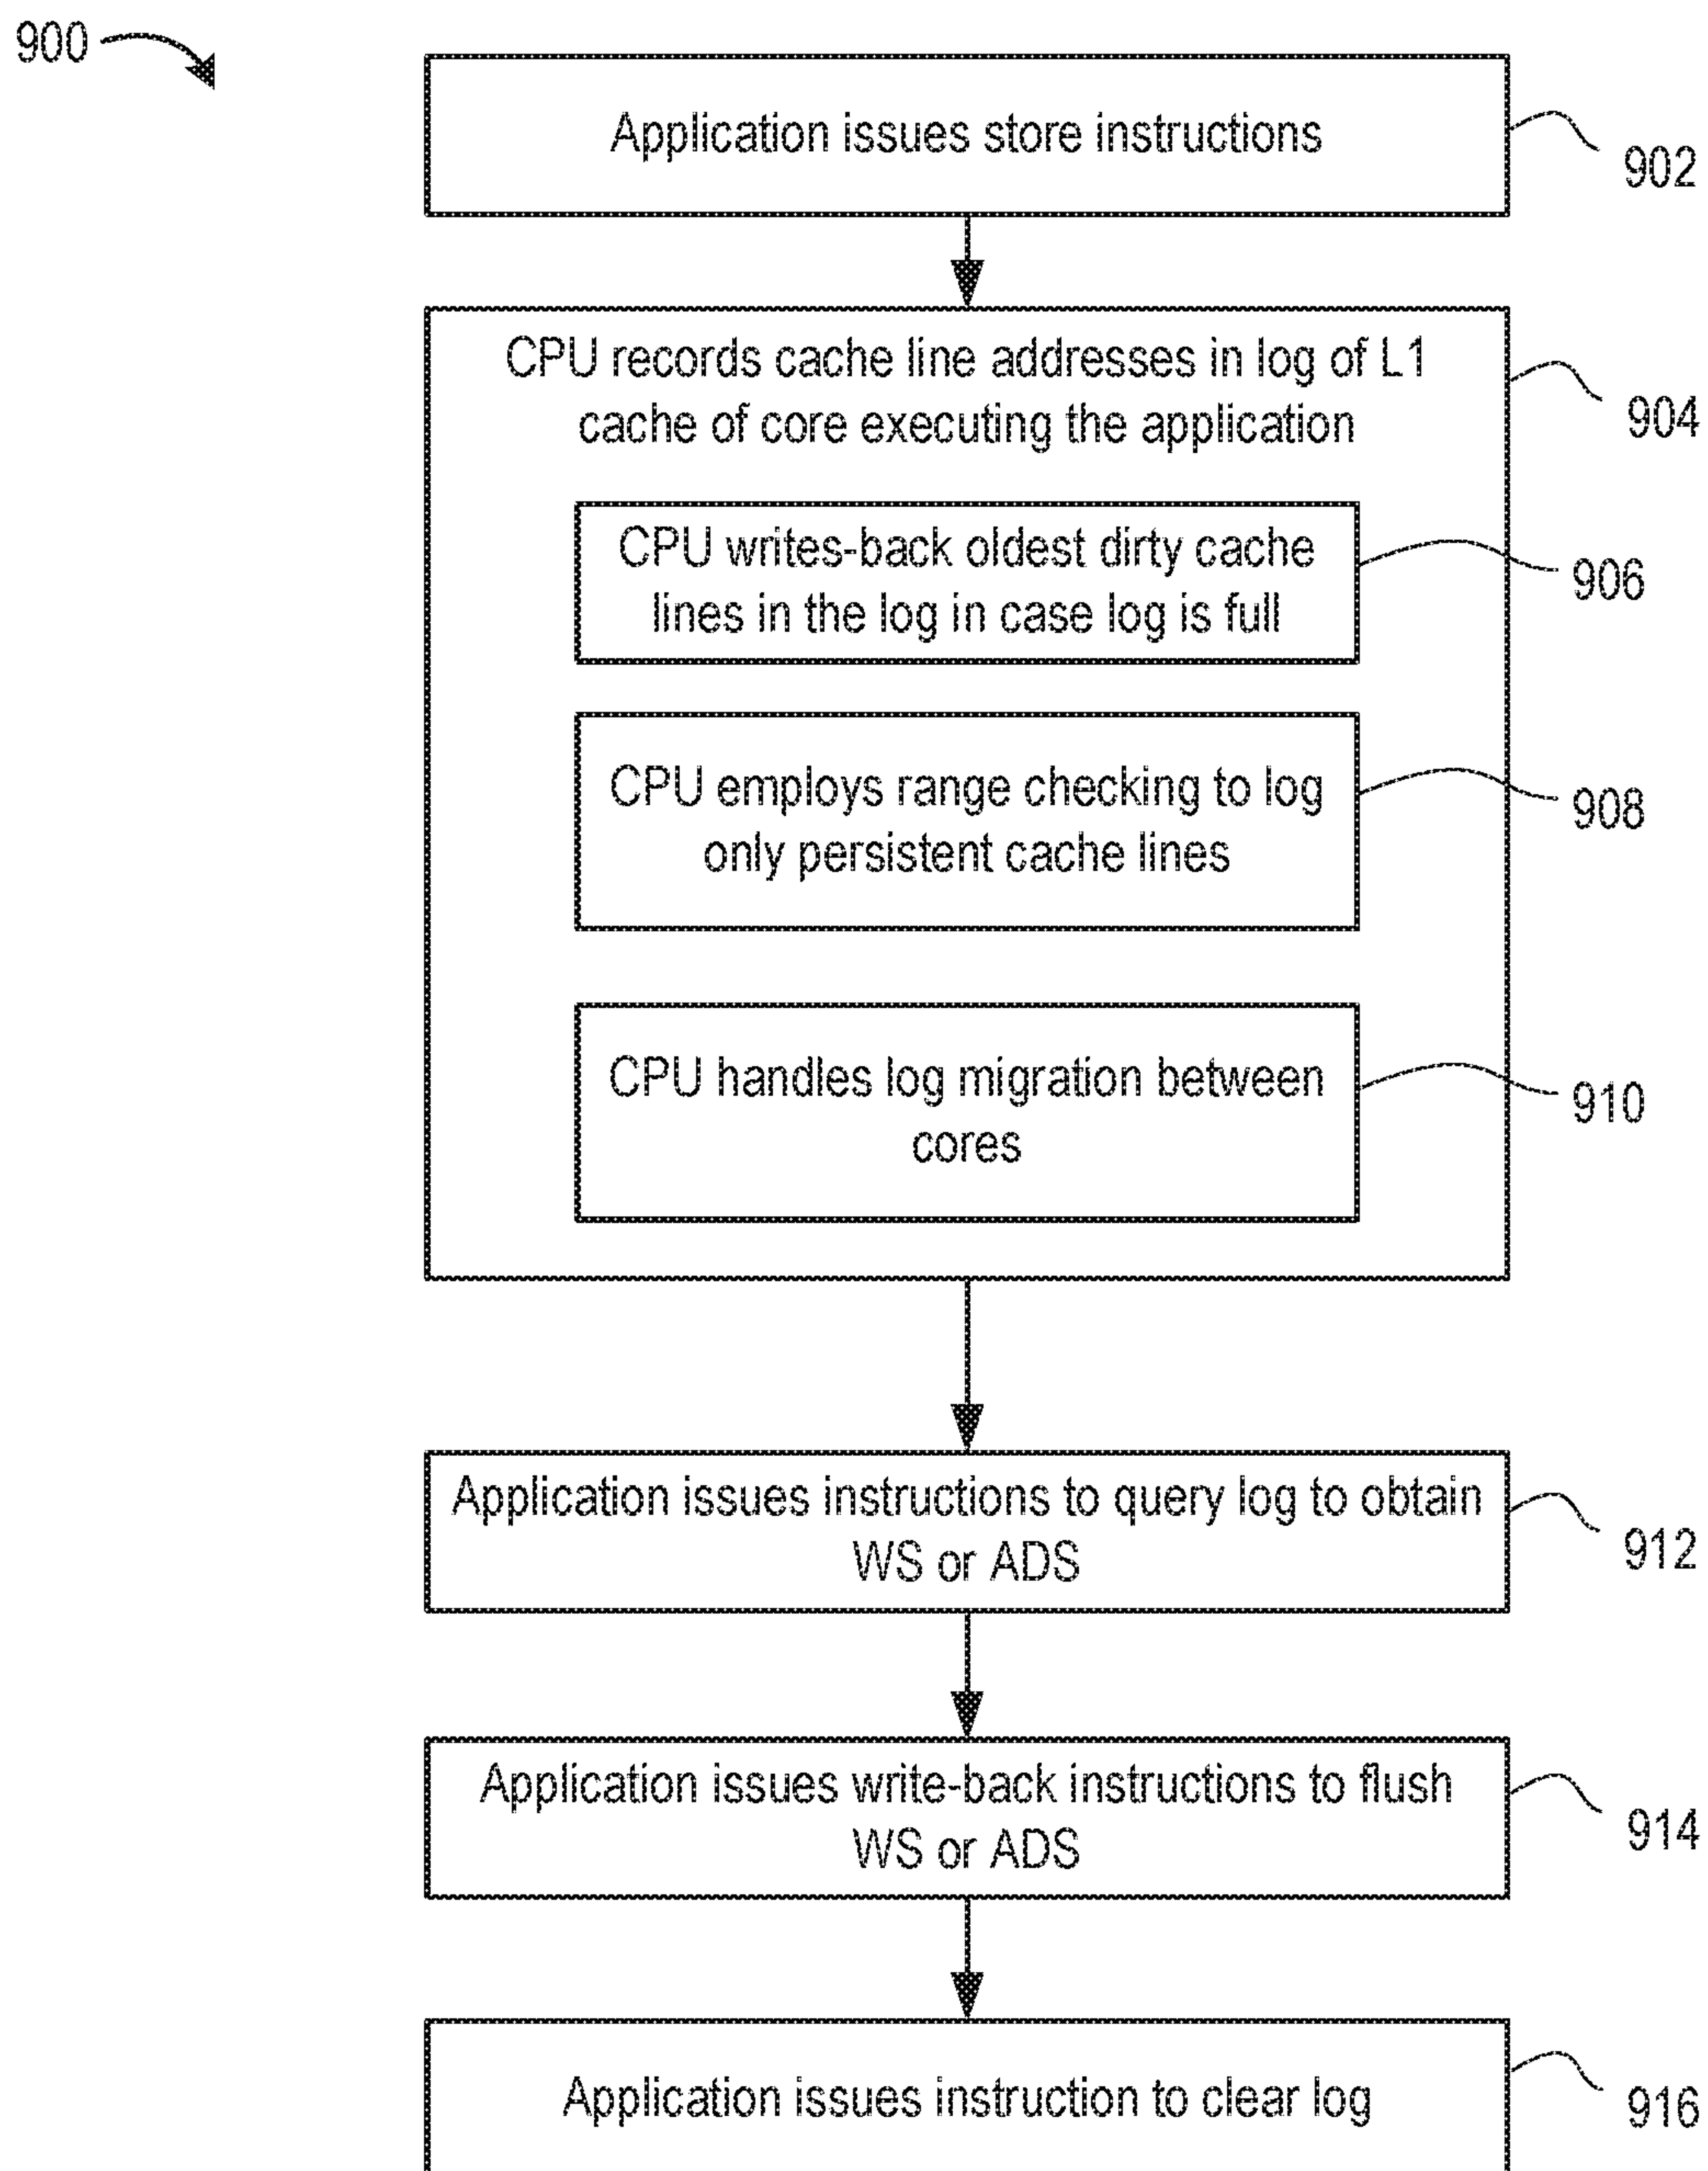 900
Application issues store instructions
902
CPU records cache line addresses in log of L1
cache of core executing the application
904
CPU writes-back oldest dirty cache
lines in the log in case log is full
906
CPU employs range checking to log
only persistent cache lines
908
CPU handles log migration between
cores
910
Application issues instructions to query log to obtain
WS or ADS
912
Application issues write-back instructions to flush
WS or ADS
914
Application issues instruction to clear log
916